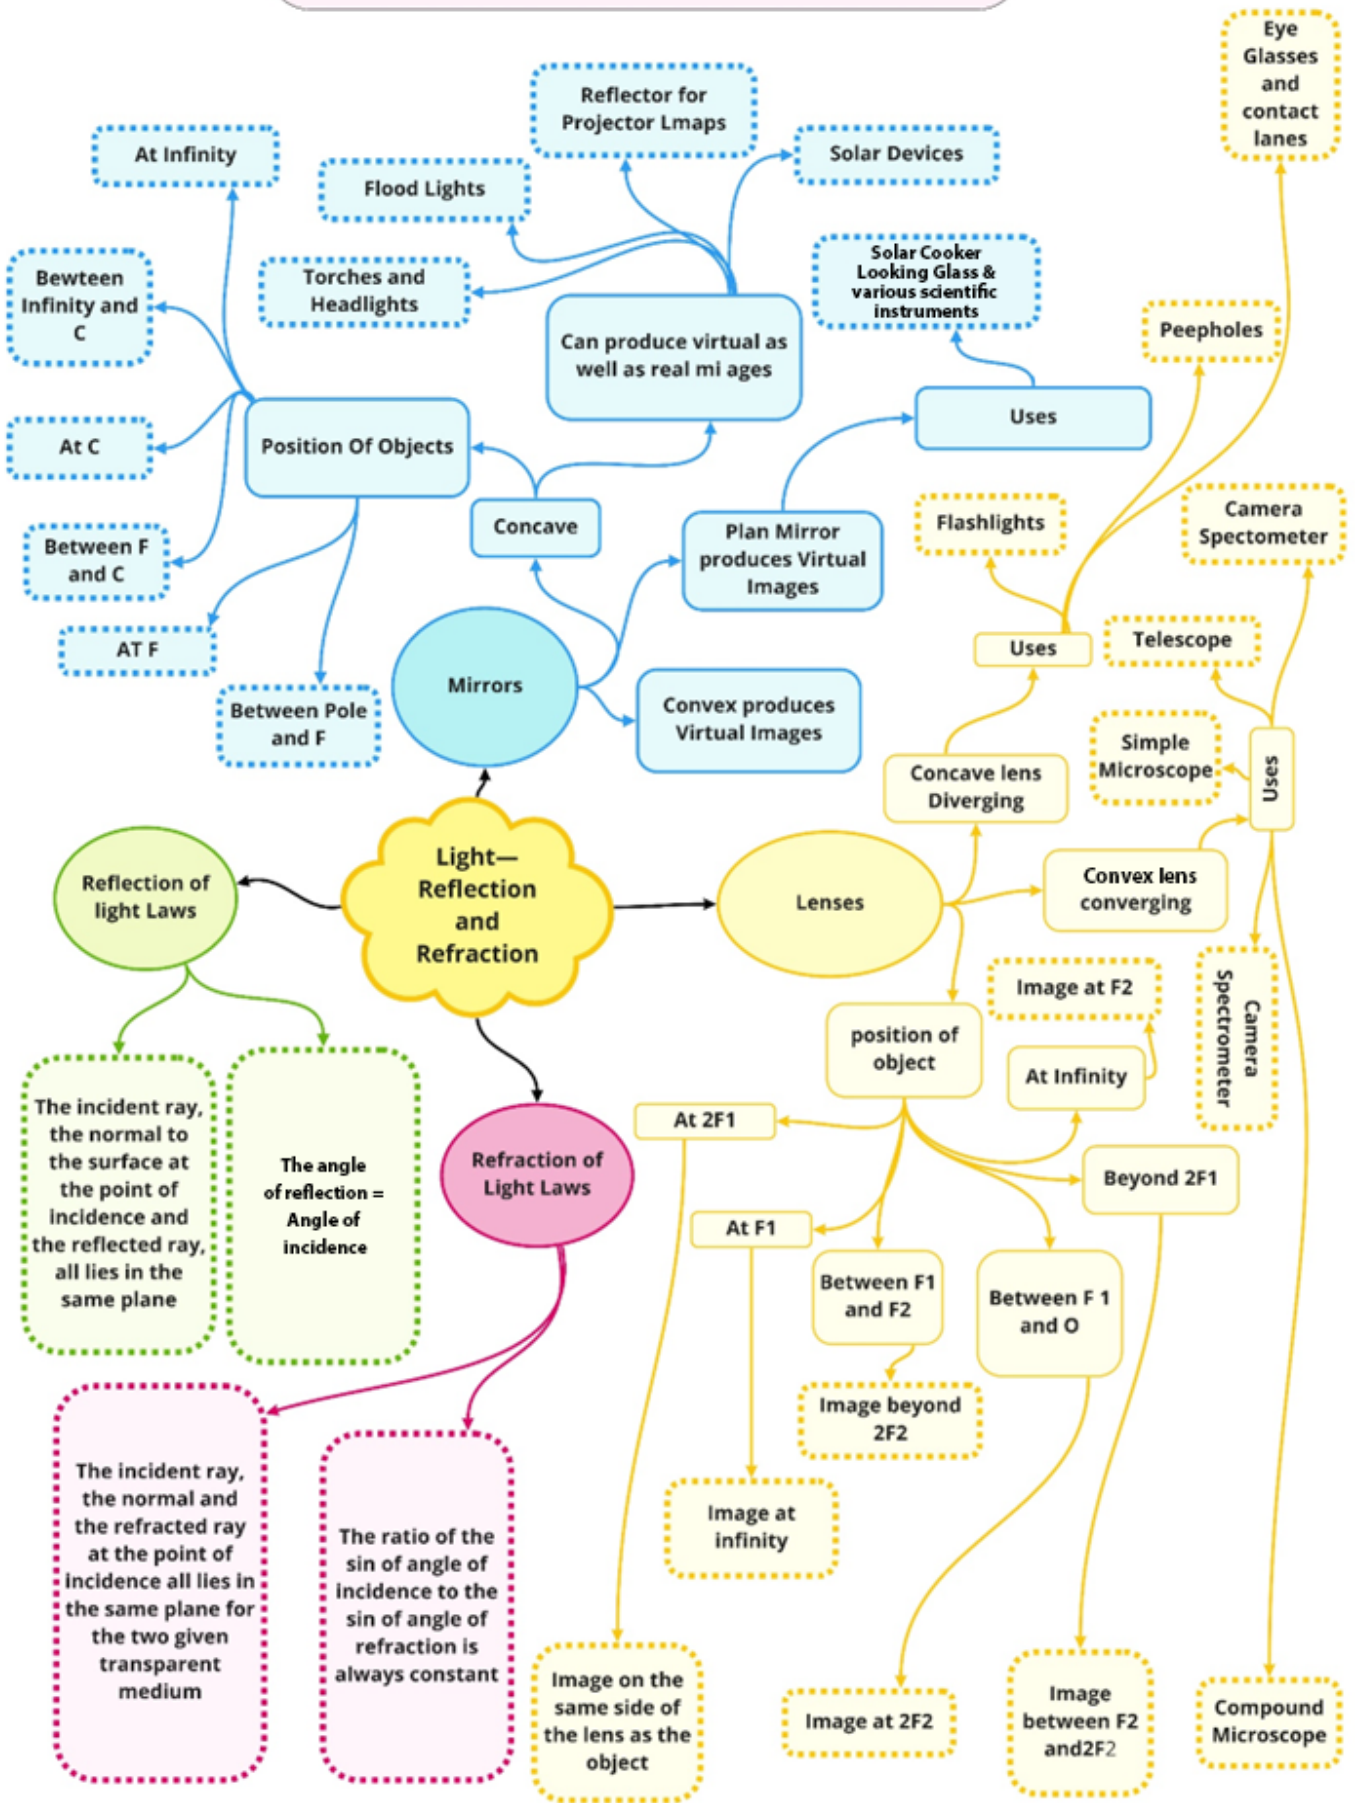 Eye
Glasses
and
contact
lanes
Reflector for
Projector Lmaps
At Infinity
Solar Devices
Flood Lights
Solar Cooker
Looking Glass &
various scientific
instruments
Bewteen
Infinity and
C
Torches and
Headlights
Peepholes
Can produce virtual as
well as real mi ages
Uses
At C
Position Of Objects
Concave
Plan Mirror
produces Virtual
Images
Flashlights
Camera
Spectometer
Between F
and C
AT F
Uses
Telescope
Mirrors
Between Pole
and F
Convex produces
Virtual Images
Simple
Microscope
Uses
Concave lens
Diverging
Light—
Reflection
and
Refraction
Reflection of
light Laws
Lenses
Convex lens
converging
Image at F2
Camera
Spectrometer
position of
object
At Infinity
The incident ray,
the normal to
the surface at
the point of
incidence and
the reflected ray,
all lies in the
same plane
The angle
of reflection =
Angle of
incidence
Refraction of
Light Laws
At 2F1
Beyond 2F1
At F1
Between F1
and F2
Between F 1
and O
Image beyond
2F2
Image at
infinity
The incident ray,
the normal and
the refracted ray
at the point of
incidence all lies in
the same plane for
the two given
transparent
medium
The ratio of the
sin of angle of
incidence to the
sin of angle of
refraction is
always constant
Image on the
same side of
the lens as the
object
Image at 2F2
Image
between F2
and2F2
Compound
Microscope